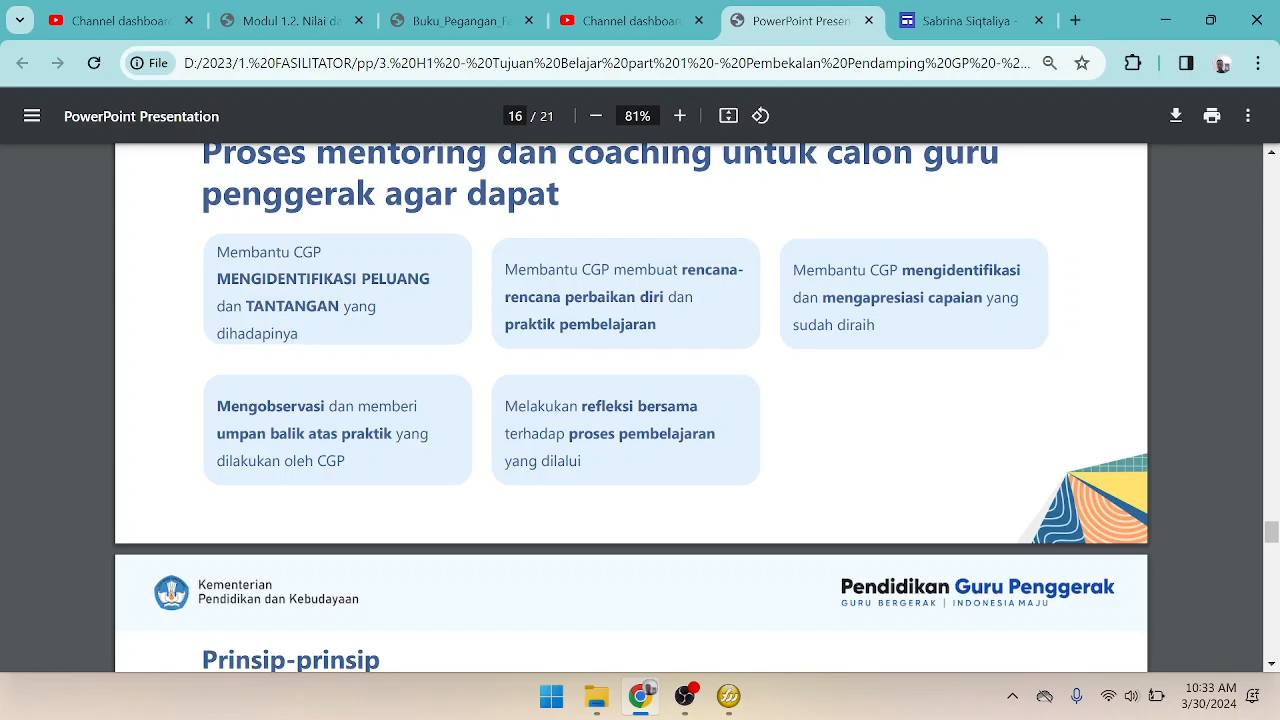 Channel dashboar
Modul 1.2. Nilai da
Buku_Pegangan_Fa
Channel dashboar
PowerPoint Presen
Sabrina Siqtaliya -
File
D:/2023/1.%20FASILITATOR/pp/3.%20H1%20-%20Tujuan%20Belajar%20part%201%20-%20Pembekalan%20Pendamping%20GP%20-%2...
PowerPoint Presentation
16 / 21
81%
Proses mentoring dan coaching untuk calon guru
penggerak agar dapat
Membantu CGP
MENGIDENTIFIKASI PELUANG
dan TANTANGAN yang
dihadapinya
Membantu CGP membuat rencana-
rencana perbaikan diri dan
praktik pembelajaran
Membantu CGP mengidentifikasi
dan mengapresiasi capaian yang
sudah diraih
Mengobservasi dan memberi
umpan balik atas praktik yang
dilakukan oleh CGP
Melakukan refleksi bersama
terhadap proses pembelajaran
yang dilalui
Kementerian
Pendidikan dan Kebudayaan
Pendidikan Guru Penggerak
GURU BERGERAK | INDONESIA MAJU
Prinsip-prinsip
10:33 AM
3/30/2024